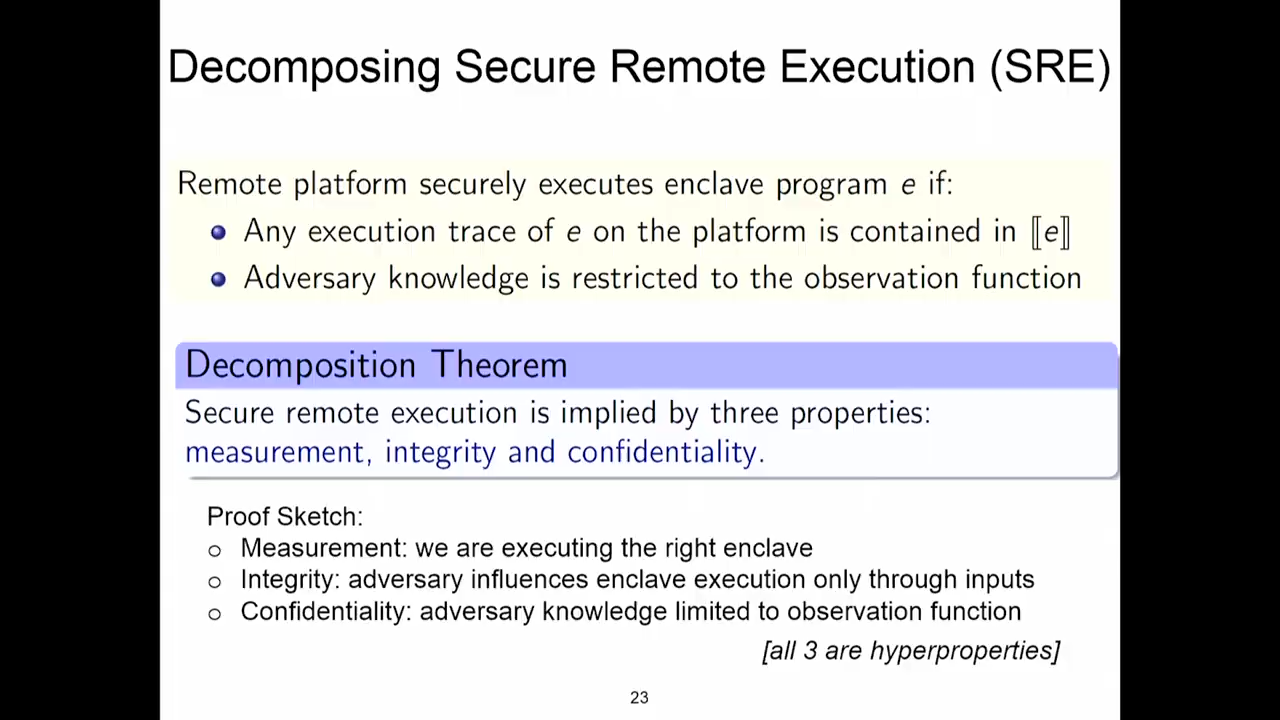 Decomposing Secure Remote Execution (SRE)
Remote platform securely executes enclave program e if:
Any execution trace of e on the platform is contained in ⟦e⟧
Adversary knowledge is restricted to the observation function
Decomposition Theorem
Secure remote execution is implied by three properties:
measurement, integrity and confidentiality.
Proof Sketch:
Measurement: we are executing the right enclave
Integrity: adversary influences enclave execution only through inputs
Confidentiality: adversary knowledge limited to observation function
[all 3 are hyperproperties]
23